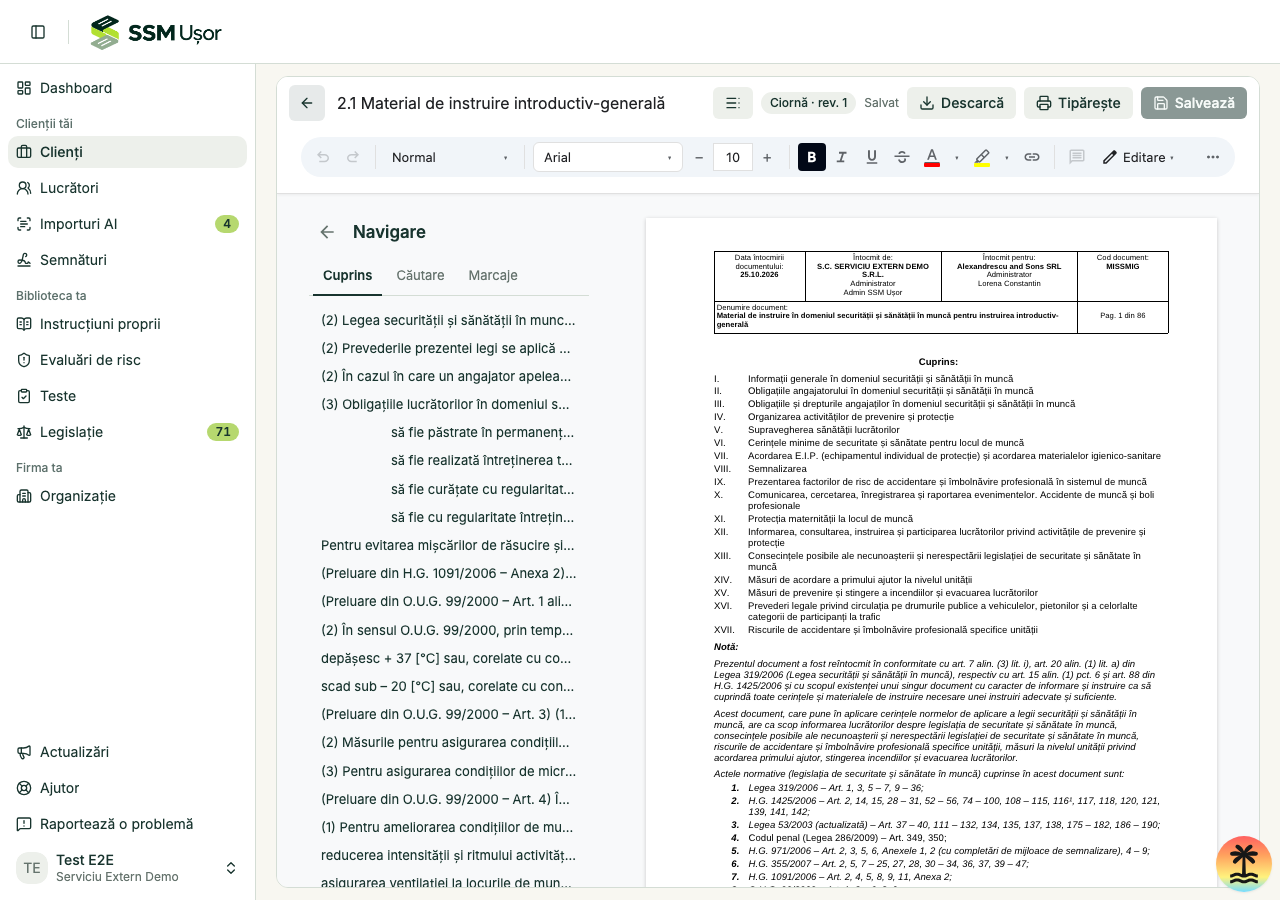 SSM Ușor
Dashboard
Clienții tăi
Clienți
Lucrători
Importuri AI 4
Semnături
Biblioteca ta
Instrucțiuni proprii
Evaluări de risc
Teste
Legislație 71
Firma ta
Organizație
Actualizări
Ajutor
Raportează o problemă
TE Test E2E
Serviciu Extern Demo
2.1 Material de instruire introductiv-generală
Ciornă · rev. 1 Salvat Descarcă Tipărește Salvează
Normal Arial − 10 + B I U S A Editare
Navigare
Cuprins Căutare Marcaje
(2) Legea securității și sănătății în munc...
(2) Prevederile prezentei legi se aplică ...
(2) În cazul în care un angajator apelea...
(3) Obligațiile lucrătorilor în domeniul s...
să fie păstrate în permanenț...
să fie realizată întreținerea t...
să fie curățate cu regularitat...
să fie cu regularitate întrețin...
Pentru evitarea mișcărilor de răsucire și...
(Preluare din H.G. 1091/2006 – Anexa 2)...
(Preluare din O.U.G. 99/2000 – Art. 1 ali...
(2) În sensul O.U.G. 99/2000, prin temp...
depășesc + 37 [°C] sau, corelate cu co...
scad sub – 20 [°C] sau, corelate cu con...
(Preluare din O.U.G. 99/2000 – Art. 3) (1...
(2) Măsurile pentru asigurarea condițiil...
(3) Pentru asigurarea condițiilor de micr...
(Preluare din O.U.G. 99/2000 – Art. 4) Î...
(1) Pentru ameliorarea condițiilor de mu...
reducerea intensității și ritmului activităț...
asigurarea ventilației la locurile de mun...
Data întocmirii
documentului:
25.10.2026
Întocmit de:
S.C. SERVICIU EXTERN DEMO
S.R.L.
Administrator
Admin SSM Ușor
Întocmit pentru:
Alexandrescu and Sons SRL
Administrator
Lorena Constantin
Cod document:
MISSMIG
Denumire document:
Material de instruire în domeniul securității și sănătății în muncă pentru instruirea introductiv-
generală
Pag. 1 din 86
Cuprins:
I. Informații generale în domeniul securității și sănătății în muncă
II. Obligațiile angajatorului în domeniul securității și sănătății în muncă
III. Obligațiile și drepturile angajaților în domeniul securității și sănătății în muncă
IV. Organizarea activităților de prevenire și protecție
V. Supravegherea sănătății lucrătorilor
VI. Cerințele minime de securitate și sănătate pentru locul de muncă
VII. Acordarea E.I.P. (echipamentul individual de protecție) și acordarea materialelor igienico-sanitare
VIII. Semnalizarea
IX. Prezentarea factorilor de risc de accidentare și îmbolnăvire profesională în sistemul de muncă
X. Comunicarea, cercetarea, înregistrarea și raportarea evenimentelor. Accidente de muncă și boli
profesionale
XI. Protecția maternității la locul de muncă
XII. Informarea, consultarea, instruirea și participarea lucrătorilor privind activitățile de prevenire și
protecție
XIII. Consecințele posibile ale necunoașterii și nerespectării legislației de securitate și sănătate în
muncă
XIV. Măsuri de acordare a primului ajutor la nivelul unității
XV. Măsuri de prevenire și stingere a incendiilor și evacuarea lucrătorilor
XVI. Prevederi legale privind circulația pe drumurile publice a vehiculelor, pietonilor și a celorlalte
categorii de participanți la trafic
XVII. Riscurile de accidentare și îmbolnăvire profesională specifice unității
Notă:
Prezentul document a fost reîntocmit în conformitate cu art. 7 alin. (3) lit. i), art. 20 alin. (1) lit. a) din
Legea 319/2006 (Legea securității și sănătății în muncă), respectiv cu art. 15 alin. (1) pct. 6 și art. 88 din
H.G. 1425/2006 și cu scopul existenței unui singur document cu caracter de informare și instruire ca să
cuprindă toate cerințele și materialele de instruire necesare unei instruiri adecvate și suficiente.
Acest document, care pune în aplicare cerințele normelor de aplicare a legii securității și sănătății în
muncă, are ca scop informarea lucrătorilor despre legislația de securitate și sănătate în muncă,
consecințele posibile ale necunoașterii și nerespectării legislației de securitate și sănătate în muncă,
riscurile de accidentare și îmbolnăvire profesională specifice unității, măsuri la nivelul unității privind
acordarea primului ajutor, stingerea incendiilor și evacuarea lucrătorilor.
Actele normative (legislația de securitate și sănătate în muncă) cuprinse în acest document sunt:
1. Legea 319/2006 – Art. 1, 3, 5 – 7, 9 – 36;
2. H.G. 1425/2006 – Art. 2, 14, 15, 28 – 31, 52 – 56, 74 – 100, 108 – 115, 116¹, 117, 118, 120, 121,
139, 141, 142;
3. Legea 53/2003 (actualizată) – Art. 37 – 40, 111 – 132, 134, 135, 137, 138, 175 – 182, 186 – 190;
4. Codul penal (Legea 286/2009) – Art. 349, 350;
5. H.G. 971/2006 – Art. 2, 3, 5, 6, Anexele 1, 2 (cu completări de mijloace de semnalizare), 4 – 9;
6. H.G. 355/2007 – Art. 2, 5, 7 – 25, 27, 28, 30 – 34, 36, 37, 39 – 47;
7. H.G. 1091/2006 – Art. 2, 4, 5, 8, 9, 11, Anexa 2;